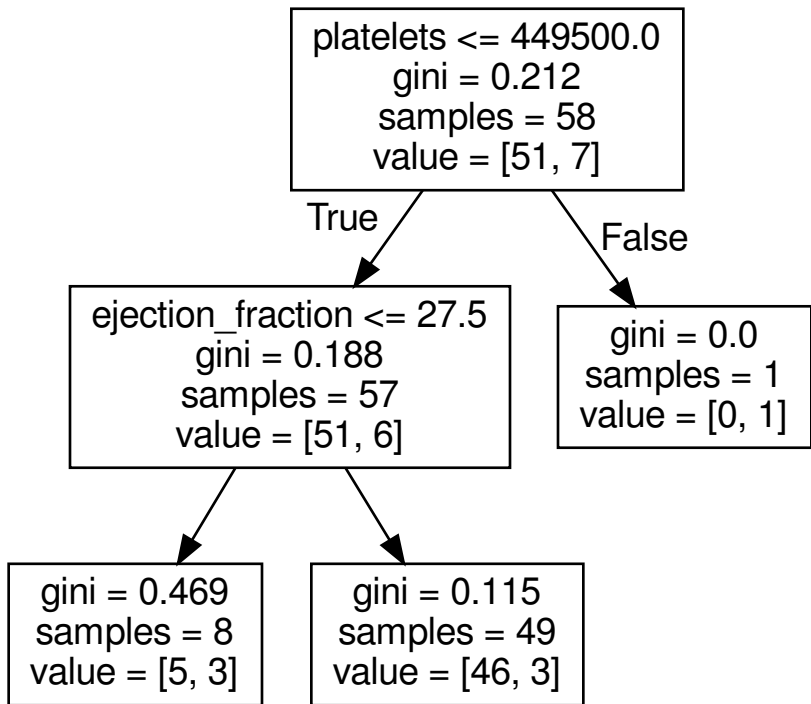 platelets <= 449500.0
gini = 0.212
samples = 58
value = [51, 7]
True
False
ejection_fraction <= 27.5
gini = 0.188
samples = 57
value = [51, 6]
gini = 0.0
samples = 1
value = [0, 1]
gini = 0.469
samples = 8
value = [5, 3]
gini = 0.115
samples = 49
value = [46, 3]